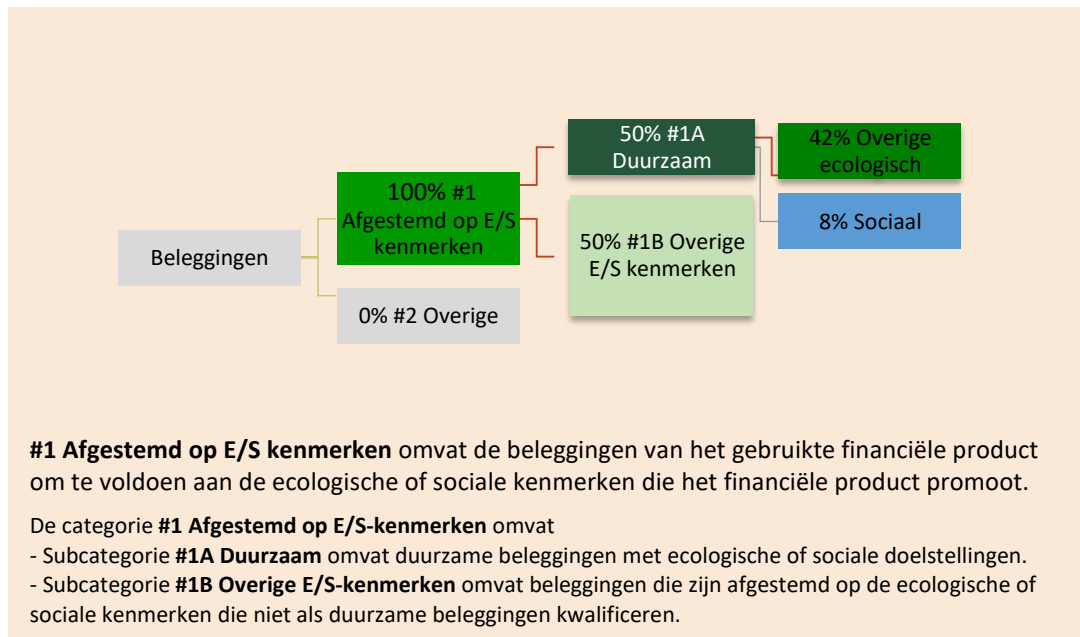 50% #1A
Duurzaam
42% Overige
ecologisch
100% #1
Afgestemd op E/S
kenmerken
8% Sociaal
Beleggingen
50% #1B Overige
E/S kenmerken
0% #2 Overige
#1 Afgestemd op E/S kenmerken omvat de beleggingen van het gebruikte financiële product
om te voldoen aan de ecologische of sociale kenmerken die het financiële product promoot.
De categorie #1 Afgestemd op E/S-kenmerken omvat
- Subcategorie #1A Duurzaam omvat duurzame beleggingen met ecologische of sociale doelstellingen.
- Subcategorie #1B Overige E/S-kenmerken omvat beleggingen die zijn afgestemd op de ecologische of
sociale kenmerken die niet als duurzame beleggingen kwalificeren.